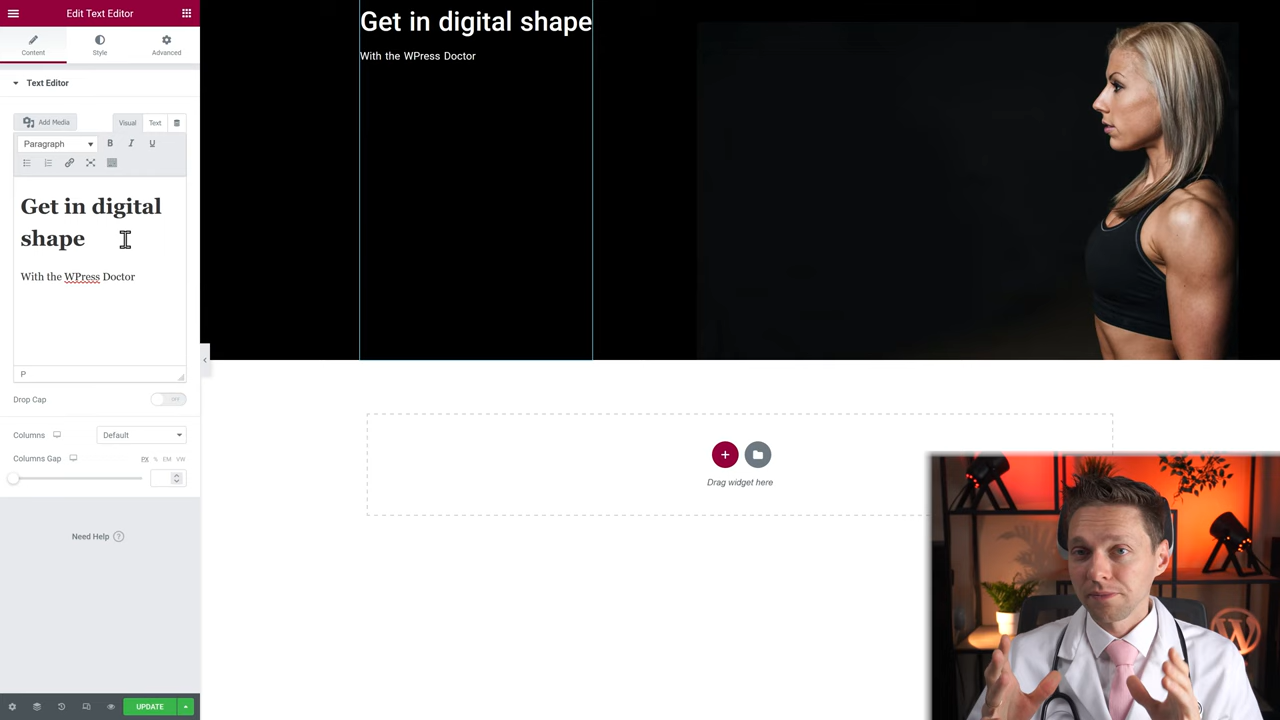 Edit Text Editor
Content
Style
Advanced
Text Editor
Add Media
Visual
Text
Paragraph
B
I
U
Get in digital
shape
With the WPress Doctor
P
Drop Cap
OFF
Columns
Default
Columns Gap
PX
%
EM
VW
Need Help
?
UPDATE
Get in digital shape
With the WPress Doctor
Drag widget here